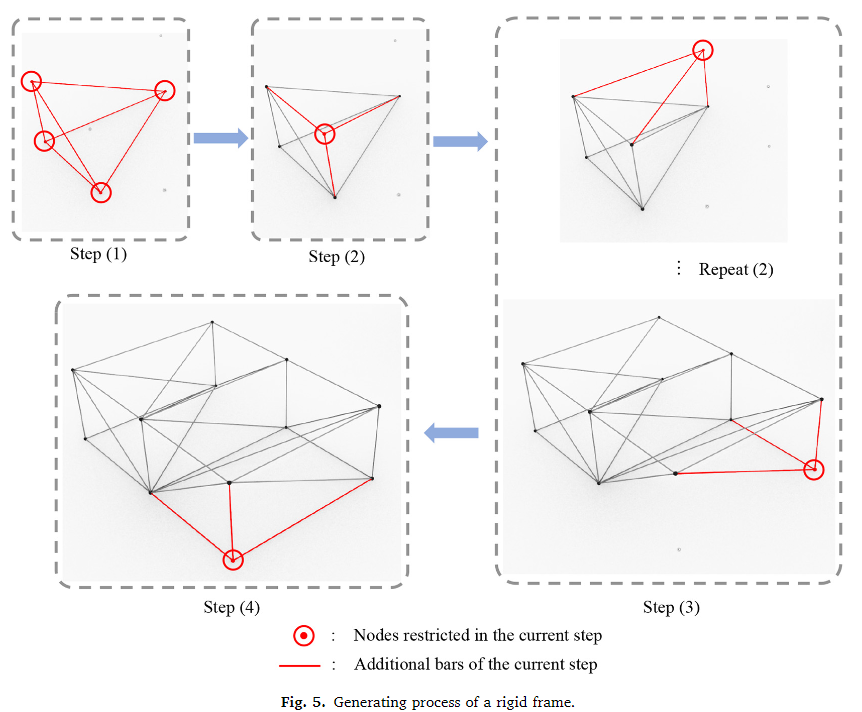 Step (1)
Step (2)
⋮ Repeat (2)
Step (4)
Step (3)
: Nodes restricted in the current step
: Additional bars of the current step
Fig. 5. Generating process of a rigid frame.